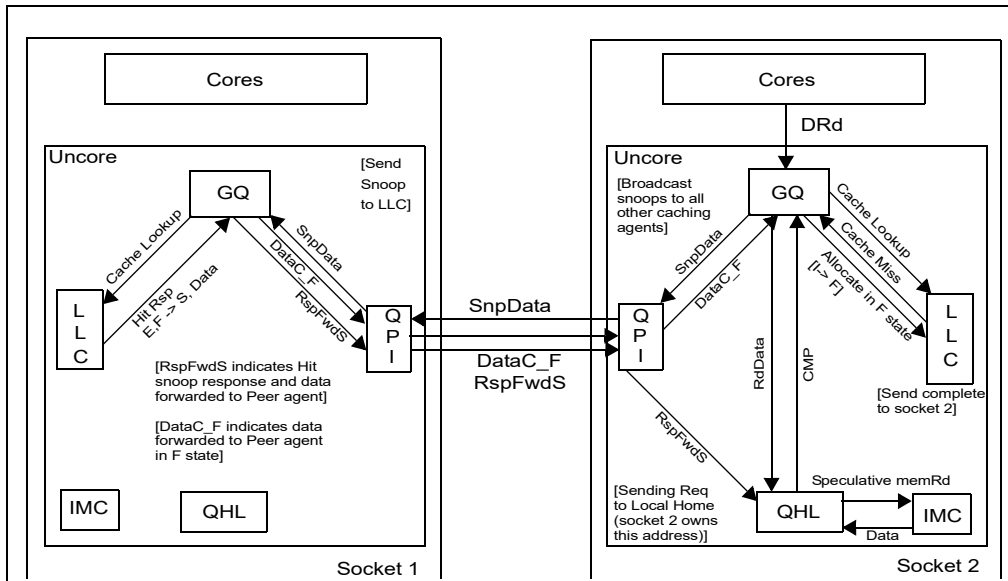 Cores
Uncore
[Send
Snoop
to LLC]
GQ
Cache Lookup
Hit Rsp
E,F -> S, Data
SnpData
DataC_F
RspFwdS
L
L
C
Q
P
I
[RspFwdS indicates Hit
snoop response and data
forwarded to Peer agent]
[DataC_F indicates data
forwarded to Peer agent
in F state]
IMC
QHL
Socket 1
SnpData
DataC_F
RspFwdS
Cores
DRd
Uncore
[Broadcast
snoops to all
other caching
agents]
GQ
Cache Lookup
Cache Miss
Allocate in F state
[I-> F]
SnpData
DataC_F
Q
P
I
RdData
CMP
L
L
C
[Send complete
to socket 2]
RspFwdS
[Sending Req
to Local Home
(socket 2 owns
this address)]
QHL
Speculative memRd
Data
IMC
Socket 2